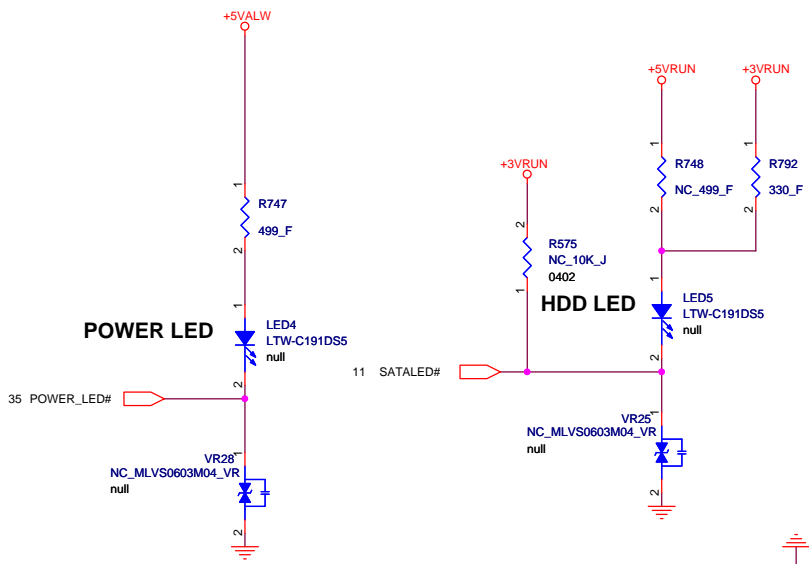 +5VALW
1
R747
499_F
2
1
POWER LED
LED4
LTW-C191DS5
null
2
35 POWER_LED#
1
VR28
NC_MLVS0603M04_VR
null
2
+5VRUN
+3VRUN
1
R748
NC_499_F
2
1
R792
330_F
2
+3VRUN
2
R575
NC_10K_J
0402
1
HDD LED
1
LED5
LTW-C191DS5
null
2
11 SATALED#
1
VR25
NC_MLVS0603M04_VR
null
2